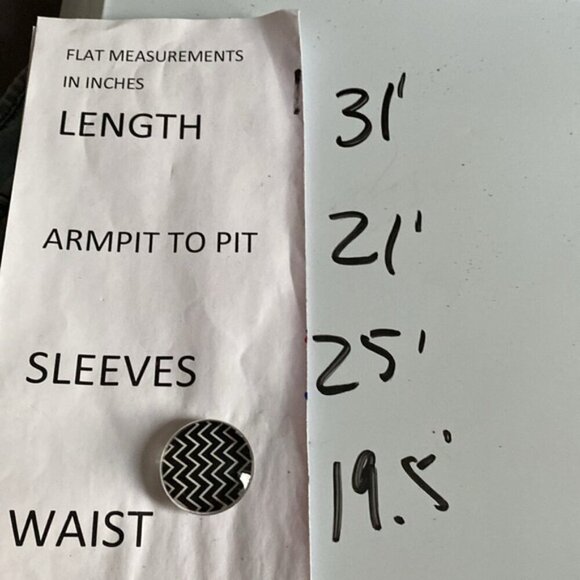 FLAT MEASUREMENTS
IN INCHES
LENGTH 31'
ARMPIT TO PIT 21'
SLEEVES 25'
WAIST 19.5'